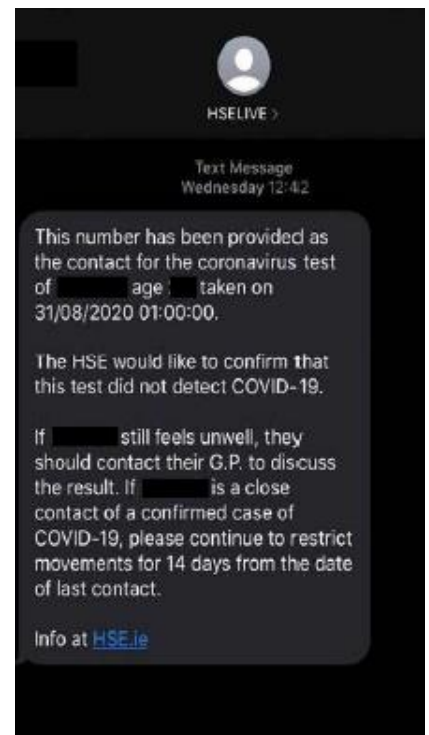 HSELIVE >
Text Message
Wednesday 12:42
This number has been provided as
the contact for the coronavirus test
of age taken on
31/08/2020 01:00:00.
The HSE would like to confirm that
this test did not detect COVID-19.
If still feels unwell, they
should contact their G.P. to discuss
the result. If is a close
contact of a confirmed case of
COVID-19, please continue to restrict
movements for 14 days from the date
of last contact.
Info at HSE.ie